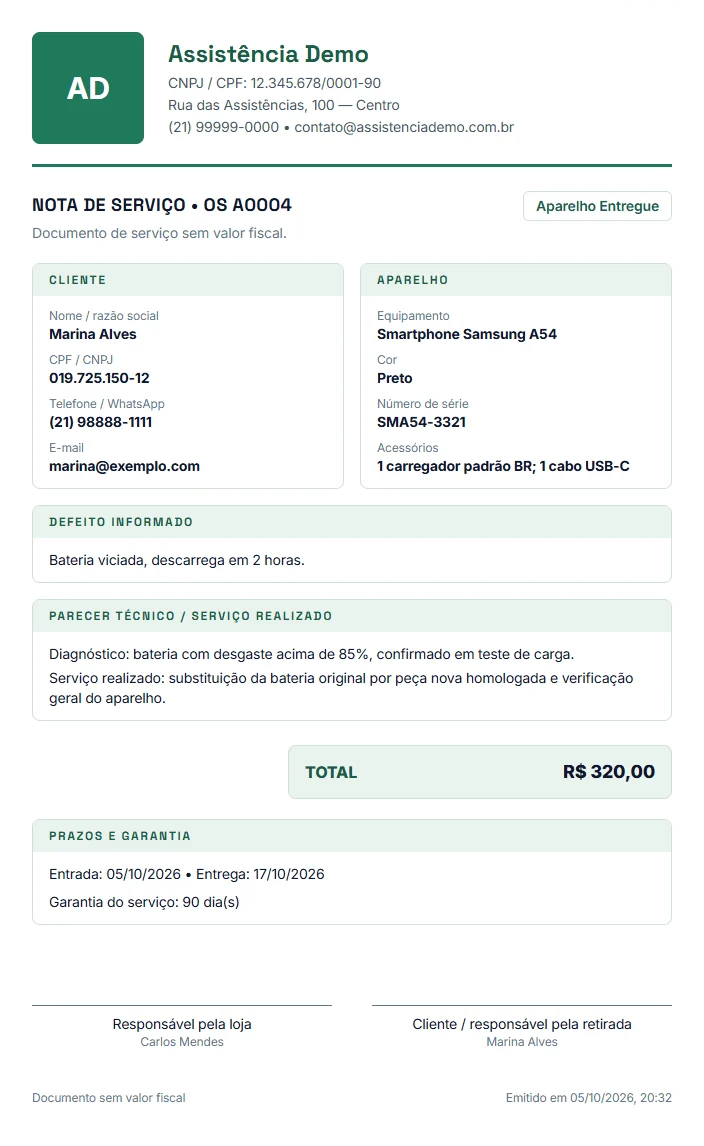 AD
Assistência Demo
CNPJ / CPF: 12.345.678/0001-90
Rua das Assistências, 100 — Centro
(21) 99999-0000 • contato@assistenciademo.com.br
NOTA DE SERVIÇO • OS A0004
Aparelho Entregue
Documento de serviço sem valor fiscal.
CLIENTE
Nome / razão social
Marina Alves
CPF / CNPJ
019.725.150-12
Telefone / WhatsApp
(21) 98888-1111
E-mail
marina@exemplo.com
APARELHO
Equipamento
Smartphone Samsung A54
Cor
Preto
Número de série
SMA54-3321
Acessórios
1 carregador padrão BR; 1 cabo USB-C
DEFEITO INFORMADO
Bateria viciada, descarrega em 2 horas.
PARECER TÉCNICO / SERVIÇO REALIZADO
Diagnóstico: bateria com desgaste acima de 85%, confirmado em teste de carga.
Serviço realizado: substituição da bateria original por peça nova homologada e verificação
geral do aparelho.
TOTAL
R$ 320,00
PRAZOS E GARANTIA
Entrada: 05/10/2026 • Entrega: 17/10/2026
Garantia do serviço: 90 dia(s)
Responsável pela loja
Carlos Mendes
Cliente / responsável pela retirada
Marina Alves
Documento sem valor fiscal
Emitido em 05/10/2026, 20:32